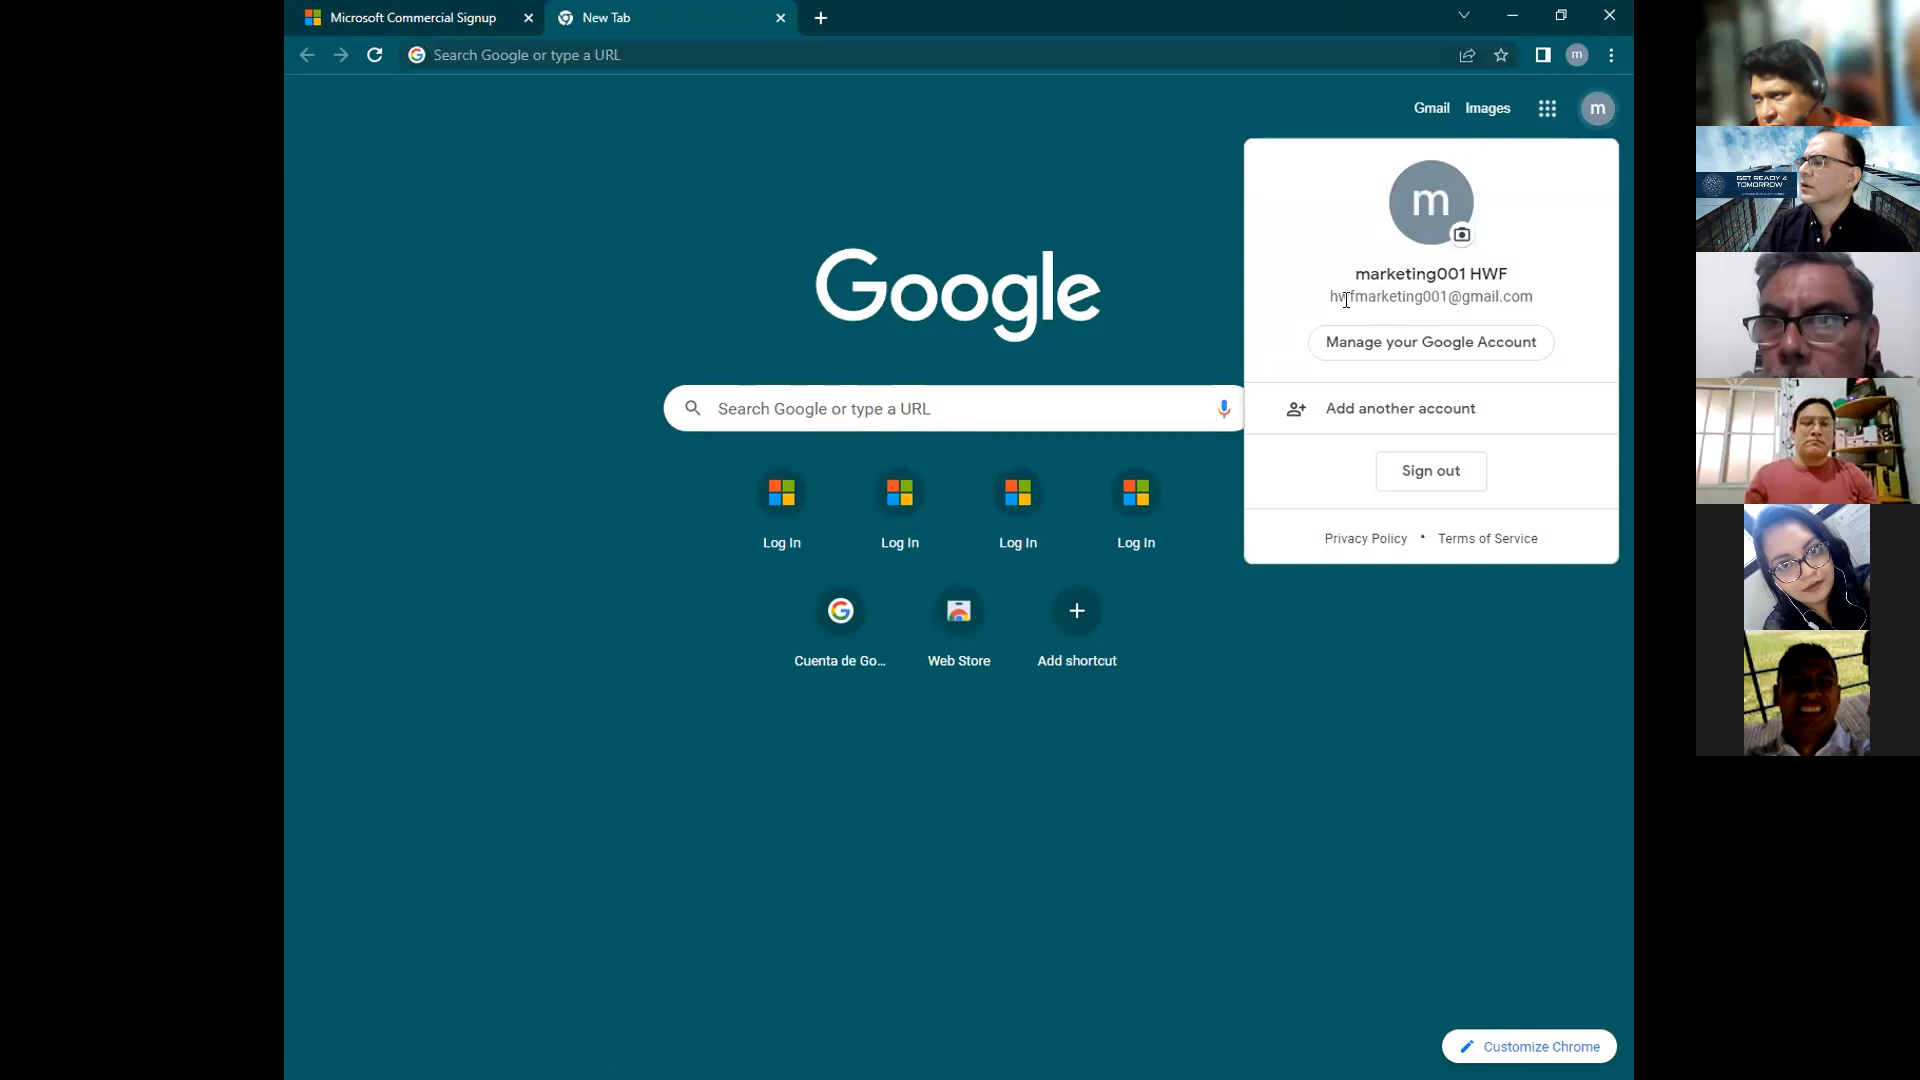 Microsoft Commercial Signup
New Tab
Search Google or type a URL
m
Gmail
Images
m
m
marketing001 HWF
hwfmarketing001@gmail.com
Manage your Google Account
Add another account
Sign out
Privacy Policy • Terms of Service
Google
Search Google or type a URL
Log In
Log In
Log In
Log In
Cuenta de Go...
Web Store
Add shortcut
Customize Chrome
GET READY 4
TOMORROW